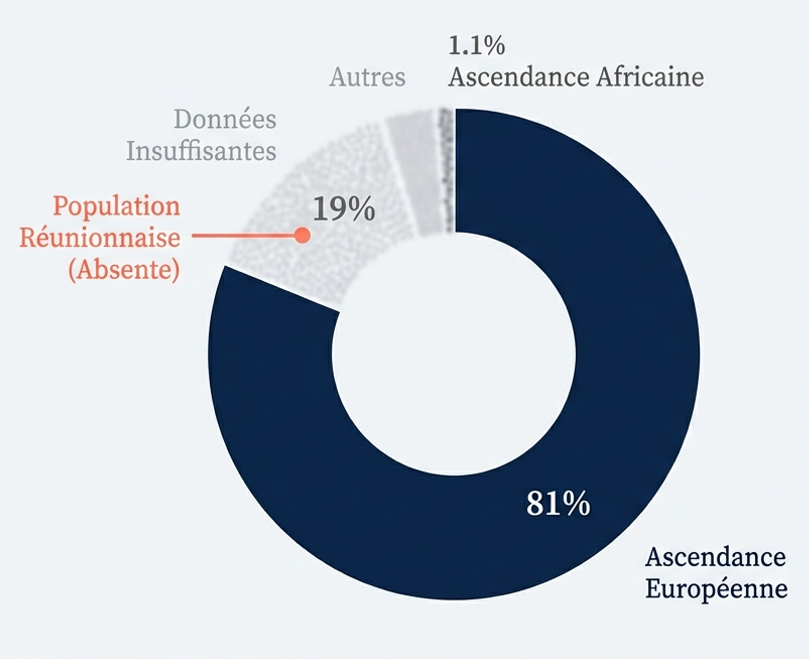 1.1%
Ascendance Africaine
Autres
Données
Insuffisantes
Population
Réunionnaise
(Absente)
19%
81%
Ascendance
Européenne